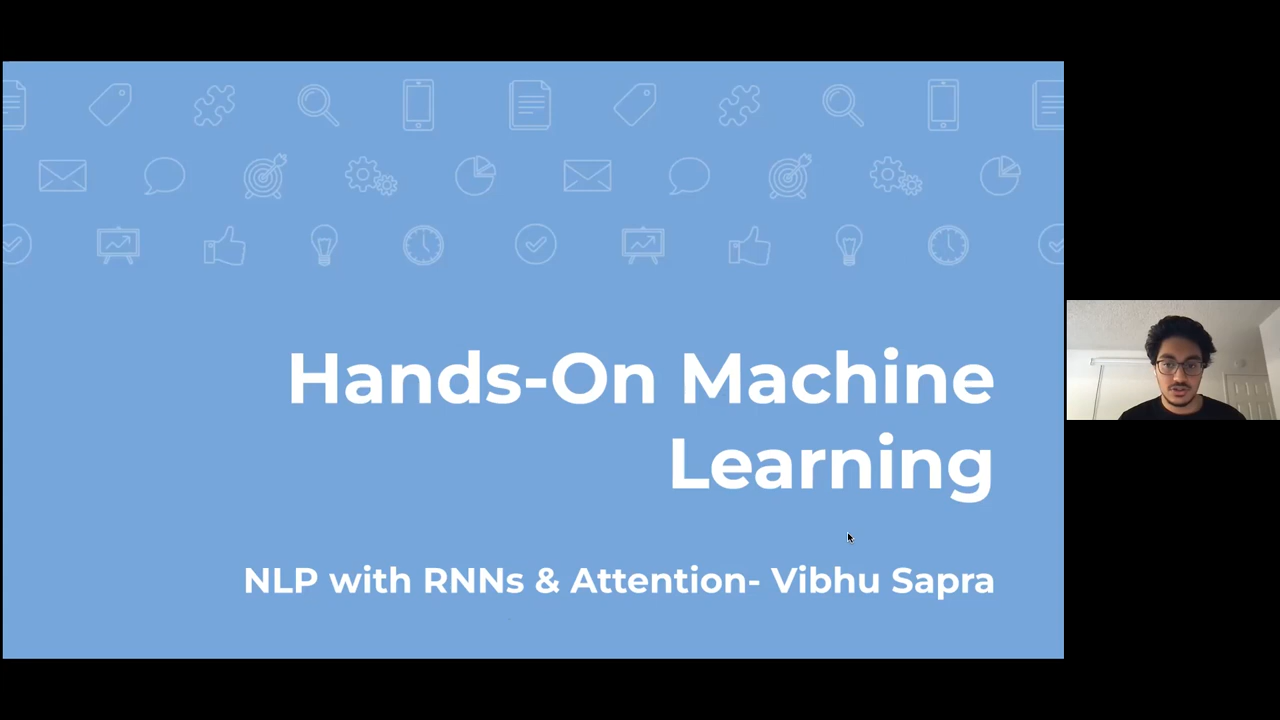 Hands-On Machine
Learning
NLP with RNNs & Attention- Vibhu Sapra